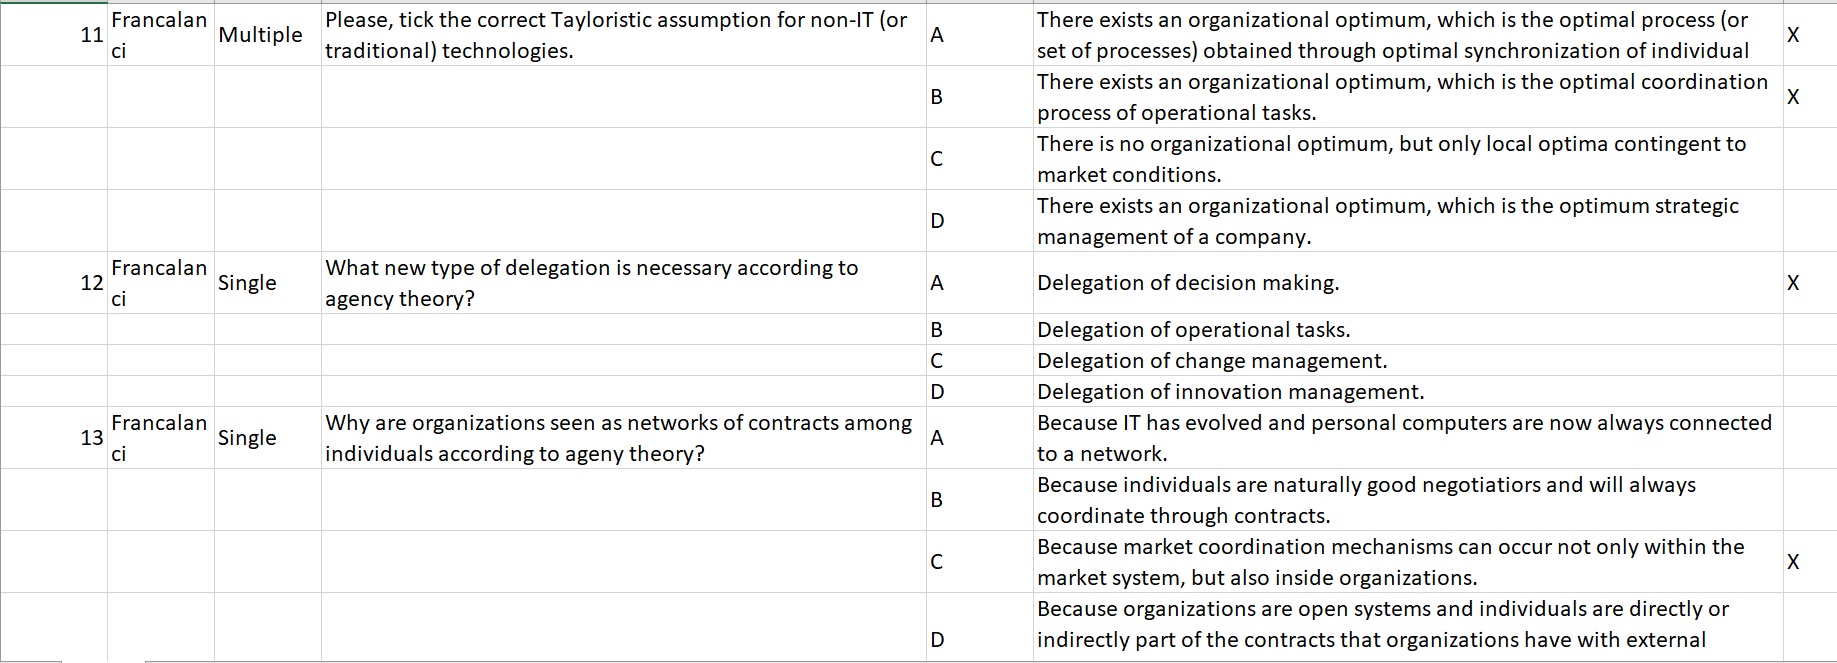 11 Francalan ci Multiple Please, tick the correct Tayloristic assumption for non-IT (or
traditional) technologies.
A There exists an organizational optimum, which is the optimal process (or
set of processes) obtained through optimal synchronization of individual
X
B There exists an organizational optimum, which is the optimal coordination
process of operational tasks.
X
C There is no organizational optimum, but only local optima contingent to
market conditions.
D There exists an organizational optimum, which is the optimum strategic
management of a company.
12 Francalan ci Single What new type of delegation is necessary according to
agency theory?
A Delegation of decision making. X
B Delegation of operational tasks.
C Delegation of change management.
D Delegation of innovation management.
13 Francalan ci Single Why are organizations seen as networks of contracts among
individuals according to ageny theory?
A Because IT has evolved and personal computers are now always connected
to a network.
B Because individuals are naturally good negotiatiors and will always
coordinate through contracts.
C Because market coordination mechanisms can occur not only within the
market system, but also inside organizations.
X
D Because organizations are open systems and individuals are directly or
indirectly part of the contracts that organizations have with external